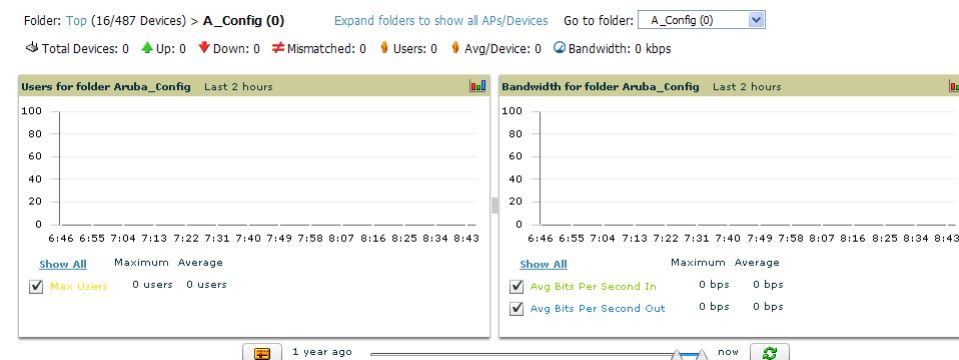 Folder: Top (16/487 Devices) > A_Config (0) Expand folders to show all APs/Devices Go to folder: A_Config (0)
Total Devices: 0 Up: 0 Down: 0 Mismatched: 0 Users: 0 Avg/Device: 0 Bandwidth: 0 kbps
Users for folder Aruba_Config Last 2 hours
100
80
60
40
20
0
6:46 6:55 7:04 7:13 7:22 7:31 7:40 7:49 7:58 8:07 8:16 8:25 8:34 8:43
Show All Maximum Average
Max Users 0 users 0 users
Bandwidth for folder Aruba_Config Last 2 hours
100
80
60
40
20
0
6:46 6:55 7:04 7:13 7:22 7:31 7:40 7:49 7:58 8:07 8:16 8:25 8:34 8:43
Show All Maximum Average
Avg Bits Per Second In 0 bps 0 bps
Avg Bits Per Second Out 0 bps 0 bps
1 year ago now